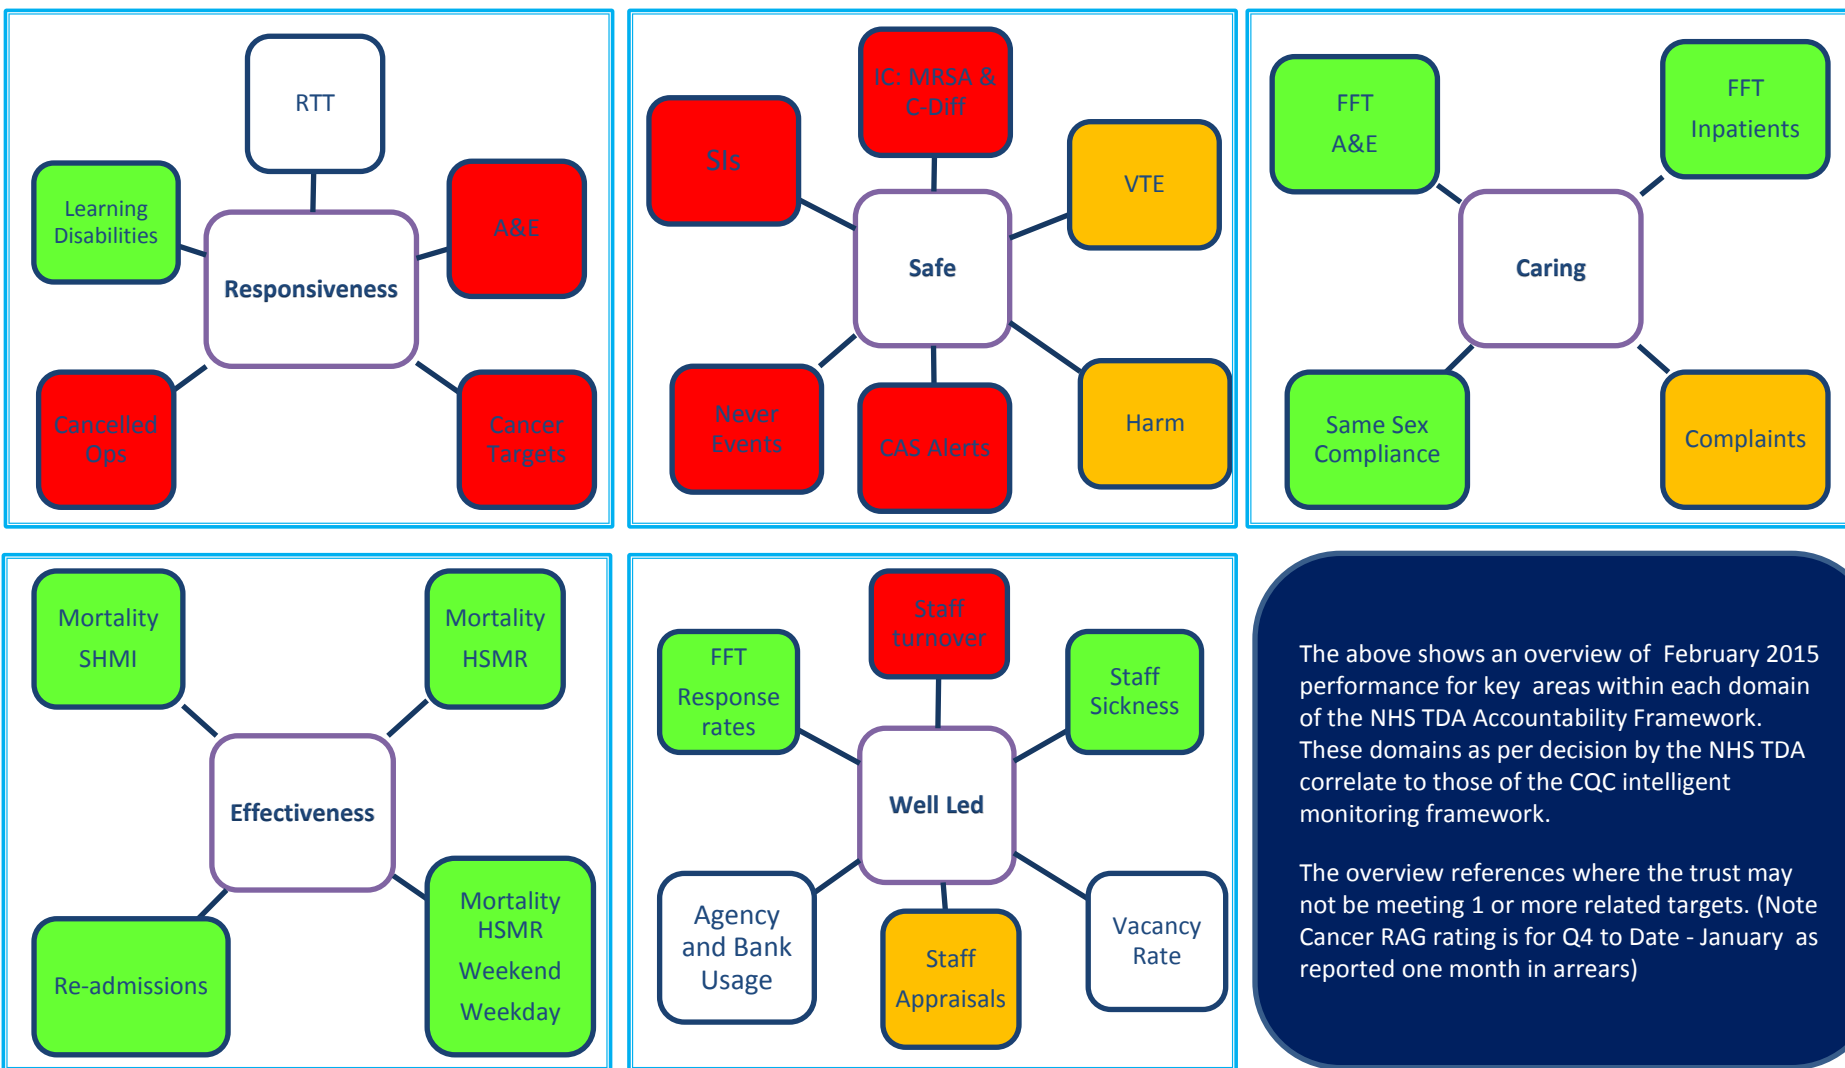 RTT
Learning
Disabilities
A&E
Responsiveness
Cancelled
Ops
Cancer
Targets
IC: MRSA &
C-Diff
SIs
VTE
Safe
Never
Events
CAS Alerts
Harm
FFT
A&E
FFT
Inpatients
Caring
Same Sex
Compliance
Complaints
Mortality
SHMI
Mortality
HSMR
Effectiveness
Re-admissions
Mortality
HSMR
Weekend
Weekday
Staff
turnover
FFT
Response
rates
Staff
Sickness
Well Led
Agency
and Bank
Usage
Staff
Appraisals
Vacancy
Rate
The above shows an overview of  February 2015
performance for key  areas within each domain
of the NHS TDA Accountability Framework.
These domains as per decision by the NHS TDA
correlate to those of the CQC intelligent
monitoring framework.
The overview references where the trust may
not be meeting 1 or more related targets. (Note
Cancer RAG rating is for Q4 to Date - January  as
reported one month in arrears)